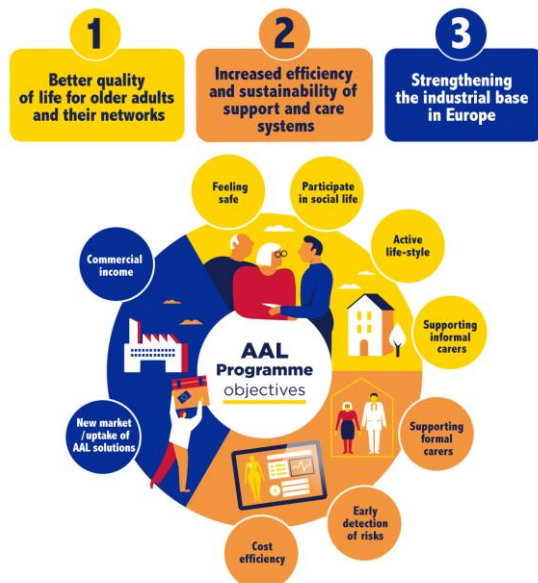 1
Better quality
of life for older adults
and their networks
2
Increased efficiency
and sustainability of
support and care
systems
3
Strengthening
the industrial base
in Europe
Feeling
safe
Participate
in social life
Commercial
income
Active
life-style
Supporting
informal
carers
AAL
Programme
objectives
New market
/uptake of
AAL solutions
Supporting
formal
carers
Early
detection
of risks
Cost
efficiency